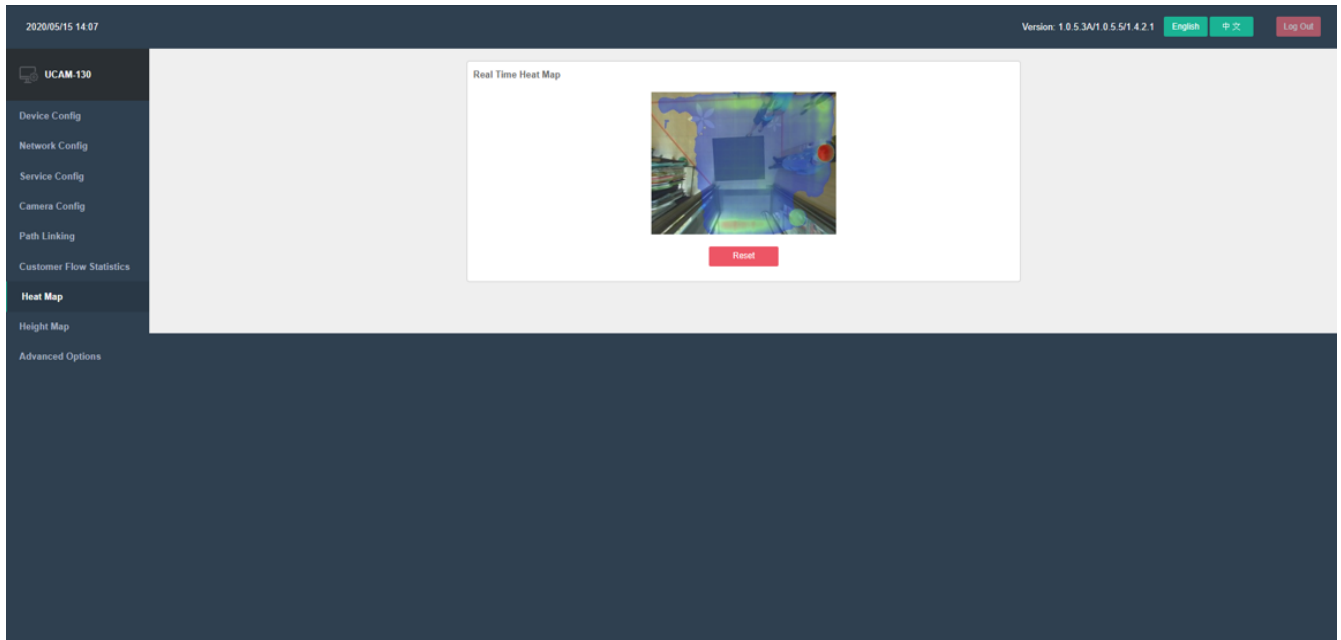 2020/05/15 14:07
Version: 1.0.5.3A/1.0.5.5/1.4.2.1
English
中文
Log Out
UCAM-130
Device Config
Network Config
Service Config
Camera Config
Path Linking
Customer Flow Statistics
Heat Map
Height Map
Advanced Options
Real Time Heat Map
Reset